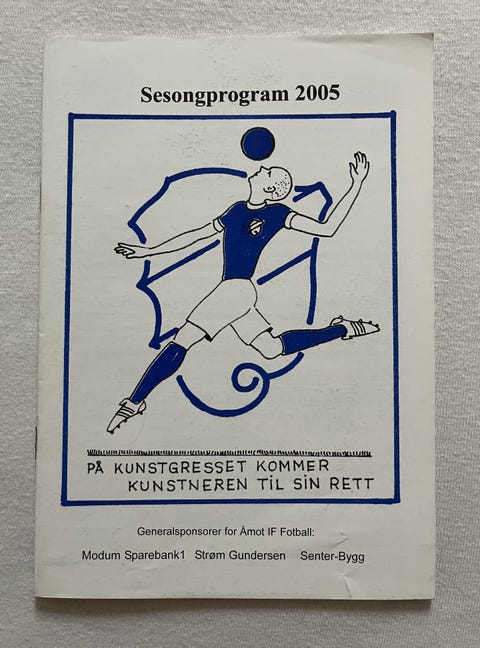 Sesongprogram 2005
PÅ KUNSTGRESSET KOMMER
KUNSTNEREN TIL SIN RETT
Generalsponsorer for Åmot IF Fotball:
Modum Sparebank1 Strøm Gundersen Senter-Bygg